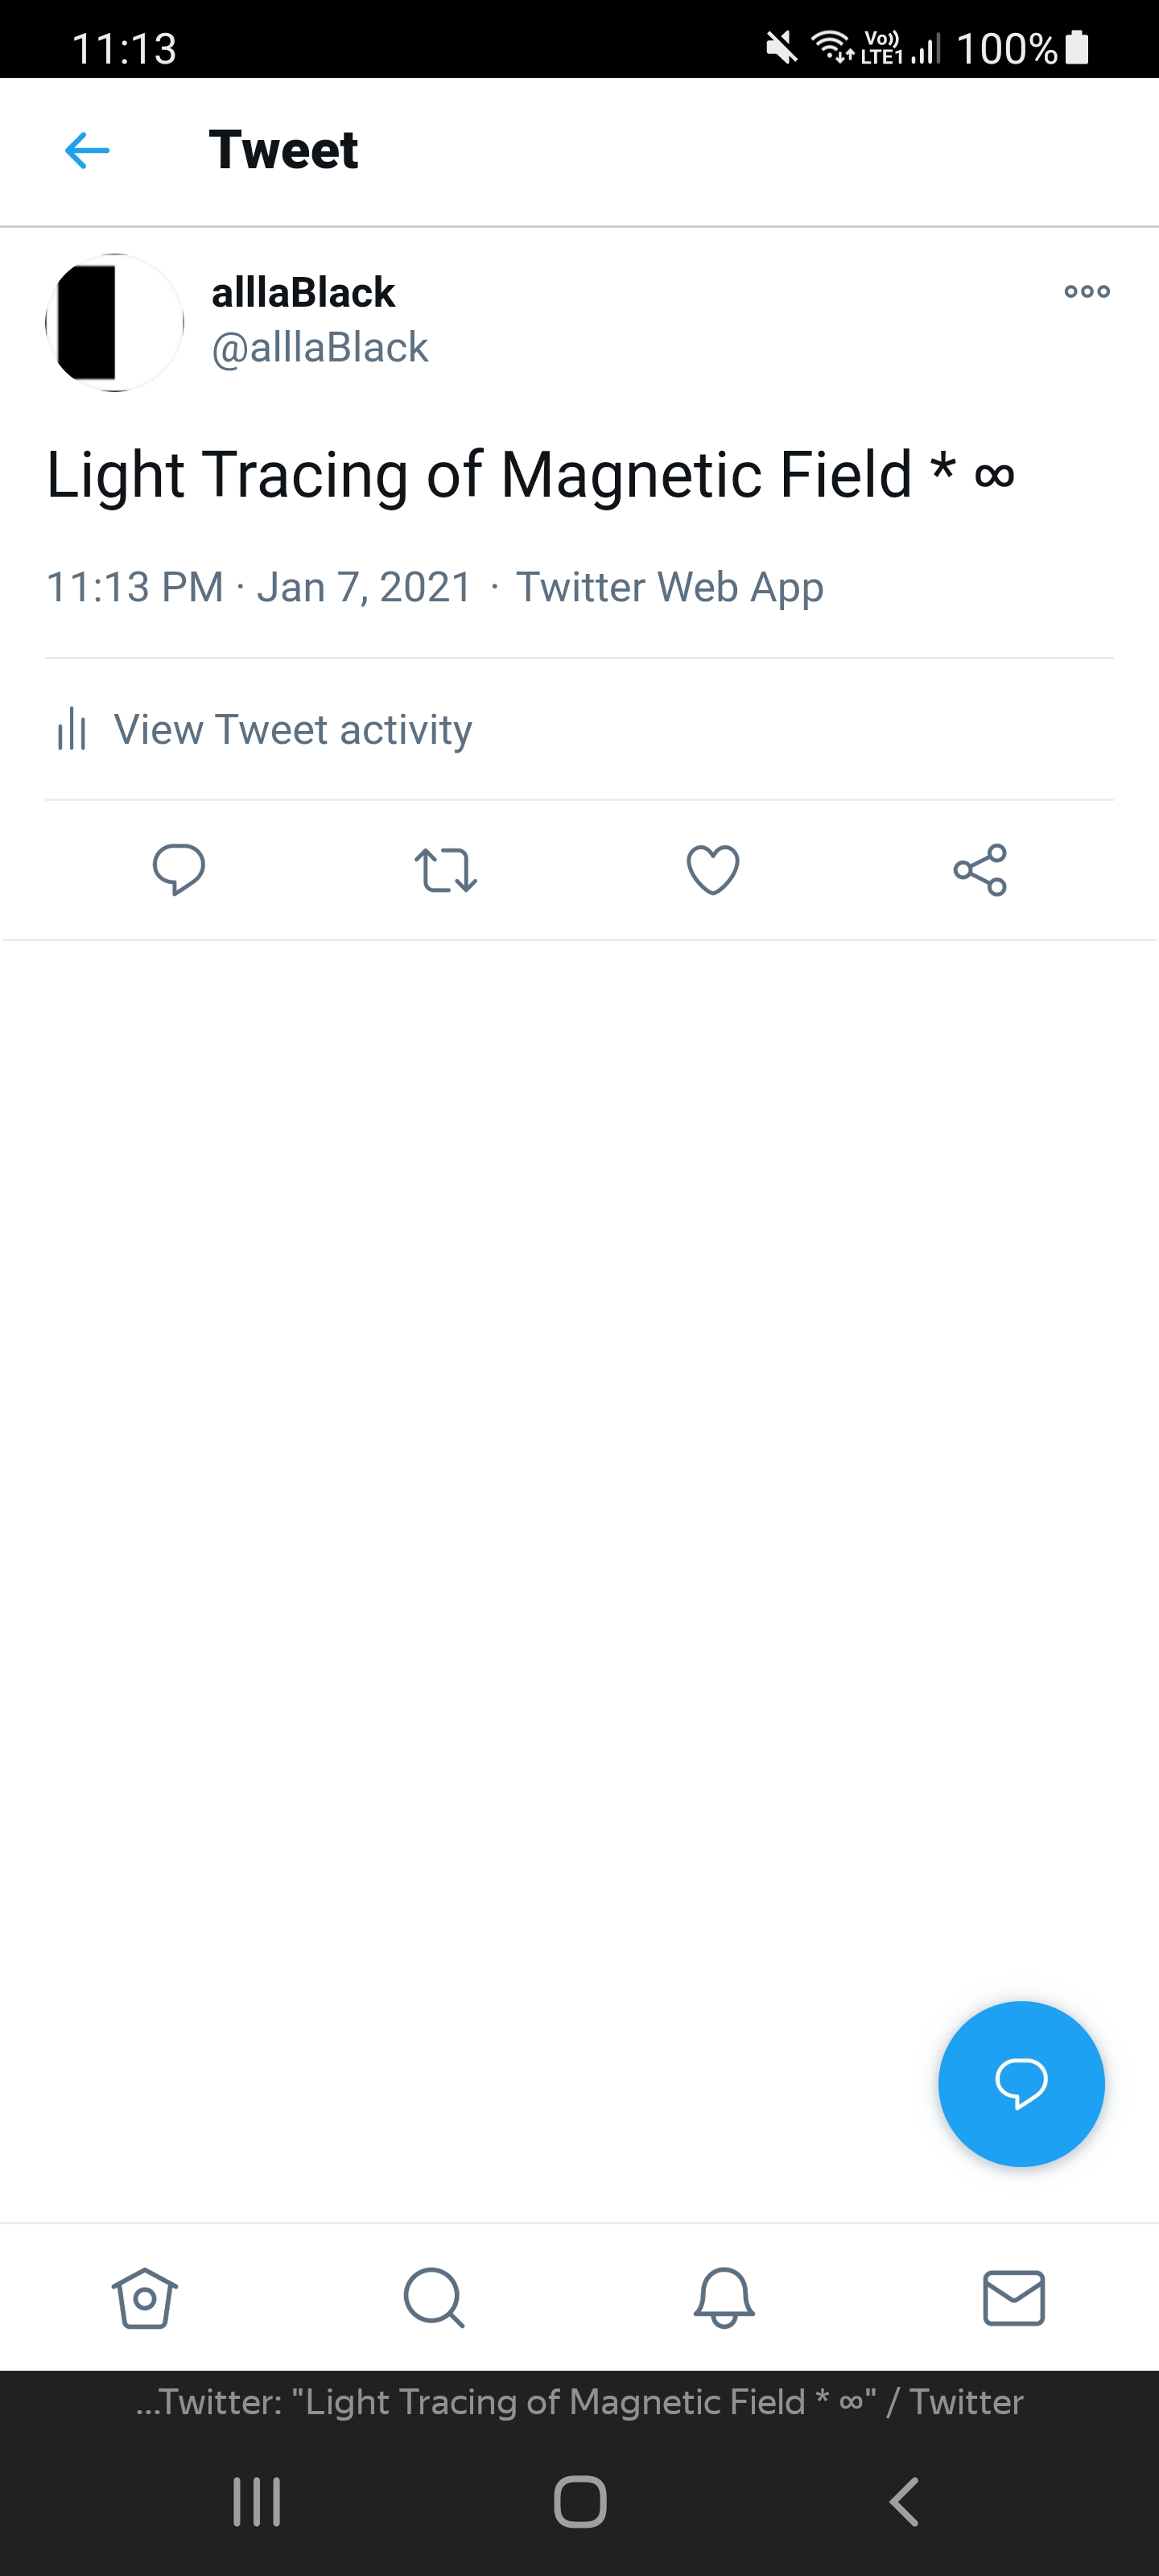 11:13
Vo)) LTE1 100%
Tweet
alllaBlack
@alllaBlack
Light Tracing of Magnetic Field * ∞
11:13 PM · Jan 7, 2021 · Twitter Web App
View Tweet activity
...Twitter: "Light Tracing of Magnetic Field * ∞" / Twitter